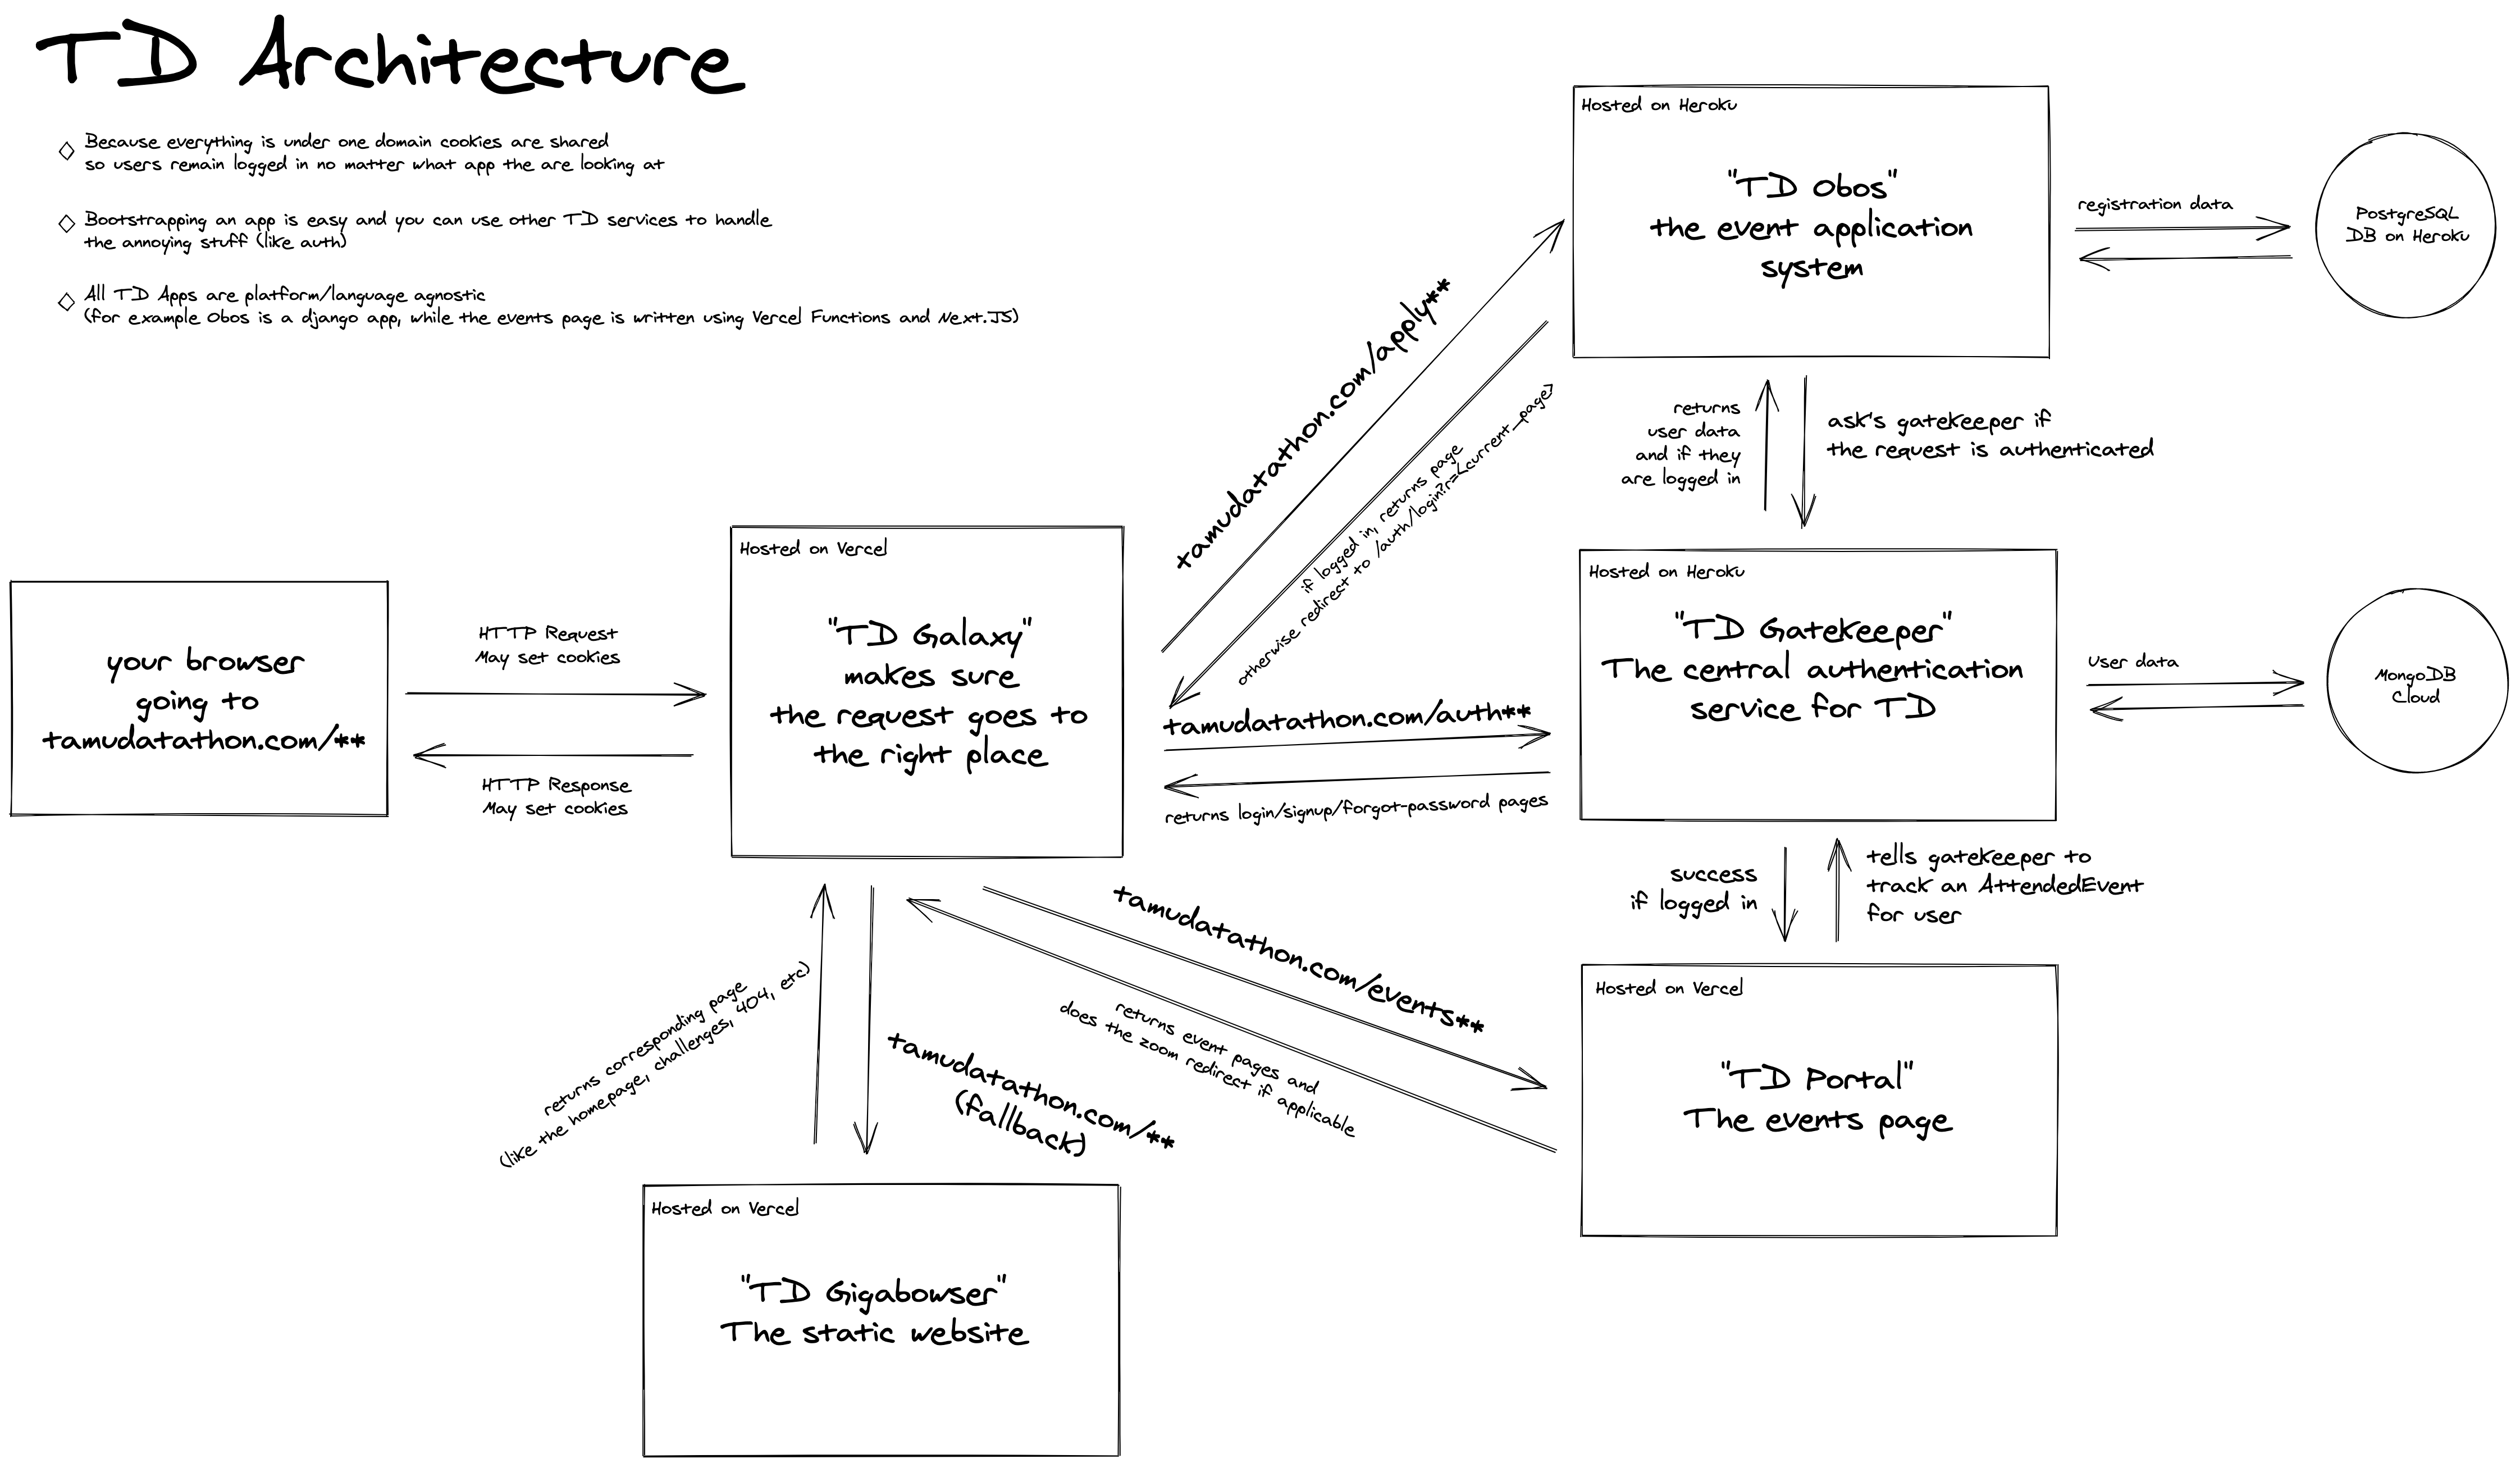 TD Architecture
Because everything is under one domain cookies are shared
so users remain logged in no matter what app the are looking at
Bootstrapping an app is easy and you can use other TD services to handle
the annoying stuff (like auth)
All TD Apps are platform/language agnostic
(for example Obos is a django app, while the events page is written using Vercel Functions and Next.JS)
your browser
going to
tamudatathon.com/**
HTTP Request
May set cookies
HTTP Response
May set cookies
Hosted on Vercel
"TD Galaxy"
makes sure
the request goes to
the right place
tamudatathon.com/apply**
if logged in, returns page
otherwise redirect to /auth/login?r=<current_page>
tamudatathon.com/auth**
returns login/signup/forgot-password pages
tamudatathon.com/events**
returns event pages and
does the zoom redirect if applicable
tamudatathon.com/**
(fallback)
returns corresponding page
(like the homepage, challenges, 404, etc)
Hosted on Vercel
"TD Gigabowser"
The static website
Hosted on Heroku
"TD Obos"
the event application
system
registration data
PostgreSQL
DB on Heroku
returns
user data
and if they
are logged in
ask's gatekeeper if
the request is authenticated
Hosted on Heroku
"TD Gatekeeper"
The central authentication
service for TD
User data
MongoDB
Cloud
success
if logged in
tells gatekeeper to
track an AttendedEvent
for user
Hosted on Vercel
"TD Portal"
The events page